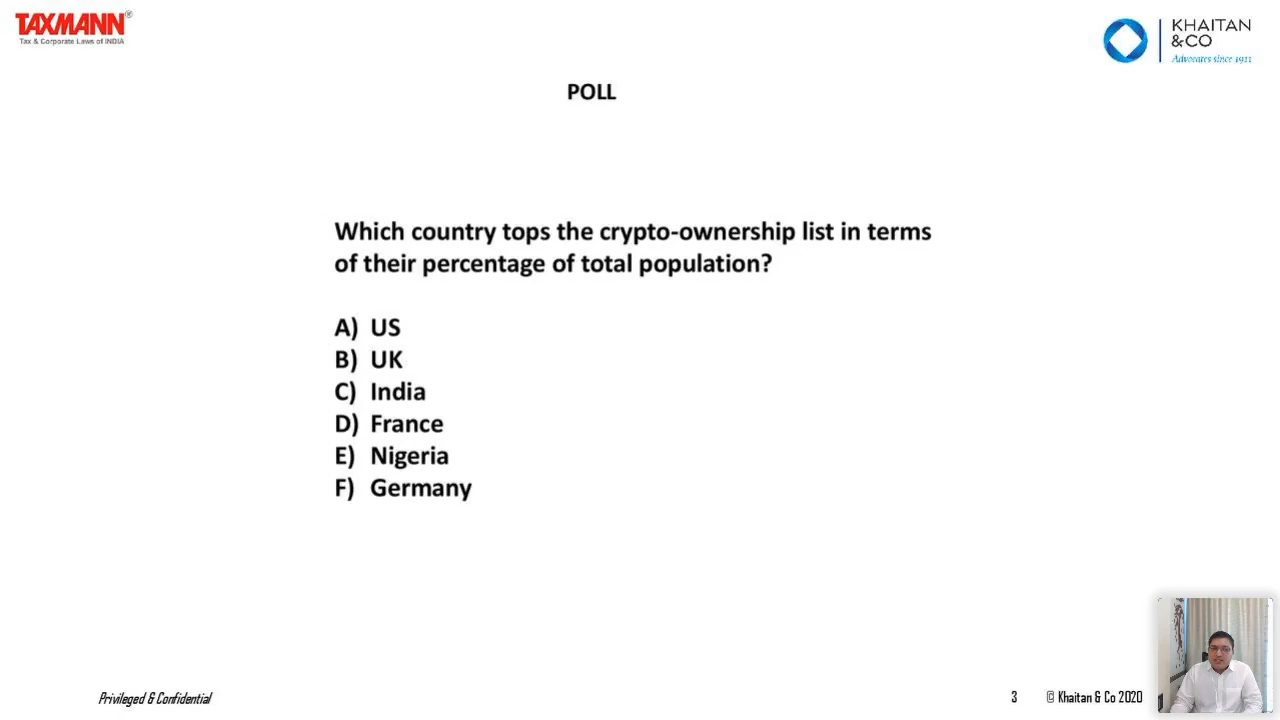 TAXMANN®
Tax & Corporate Laws of INDIA
KHAITAN
&CO
Advocates since 1911
POLL
Which country tops the crypto-ownership list in terms
of their percentage of total population?
A) US
B) UK
C) India
D) France
E) Nigeria
F) Germany
Privileged & Confidential
3
© Khaitan & Co 2020